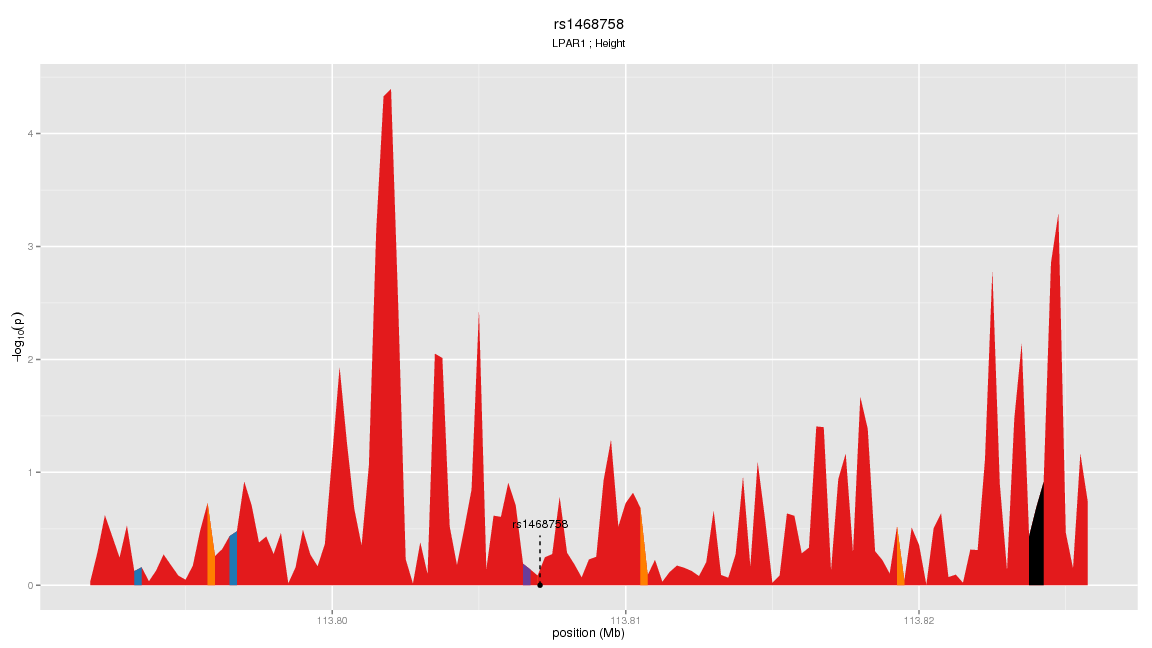 rs1468758
LPAR1 ; Height
−log10(p)
4
3
2
1
0
rs1468758
113.80
113.81
113.82
position (Mb)